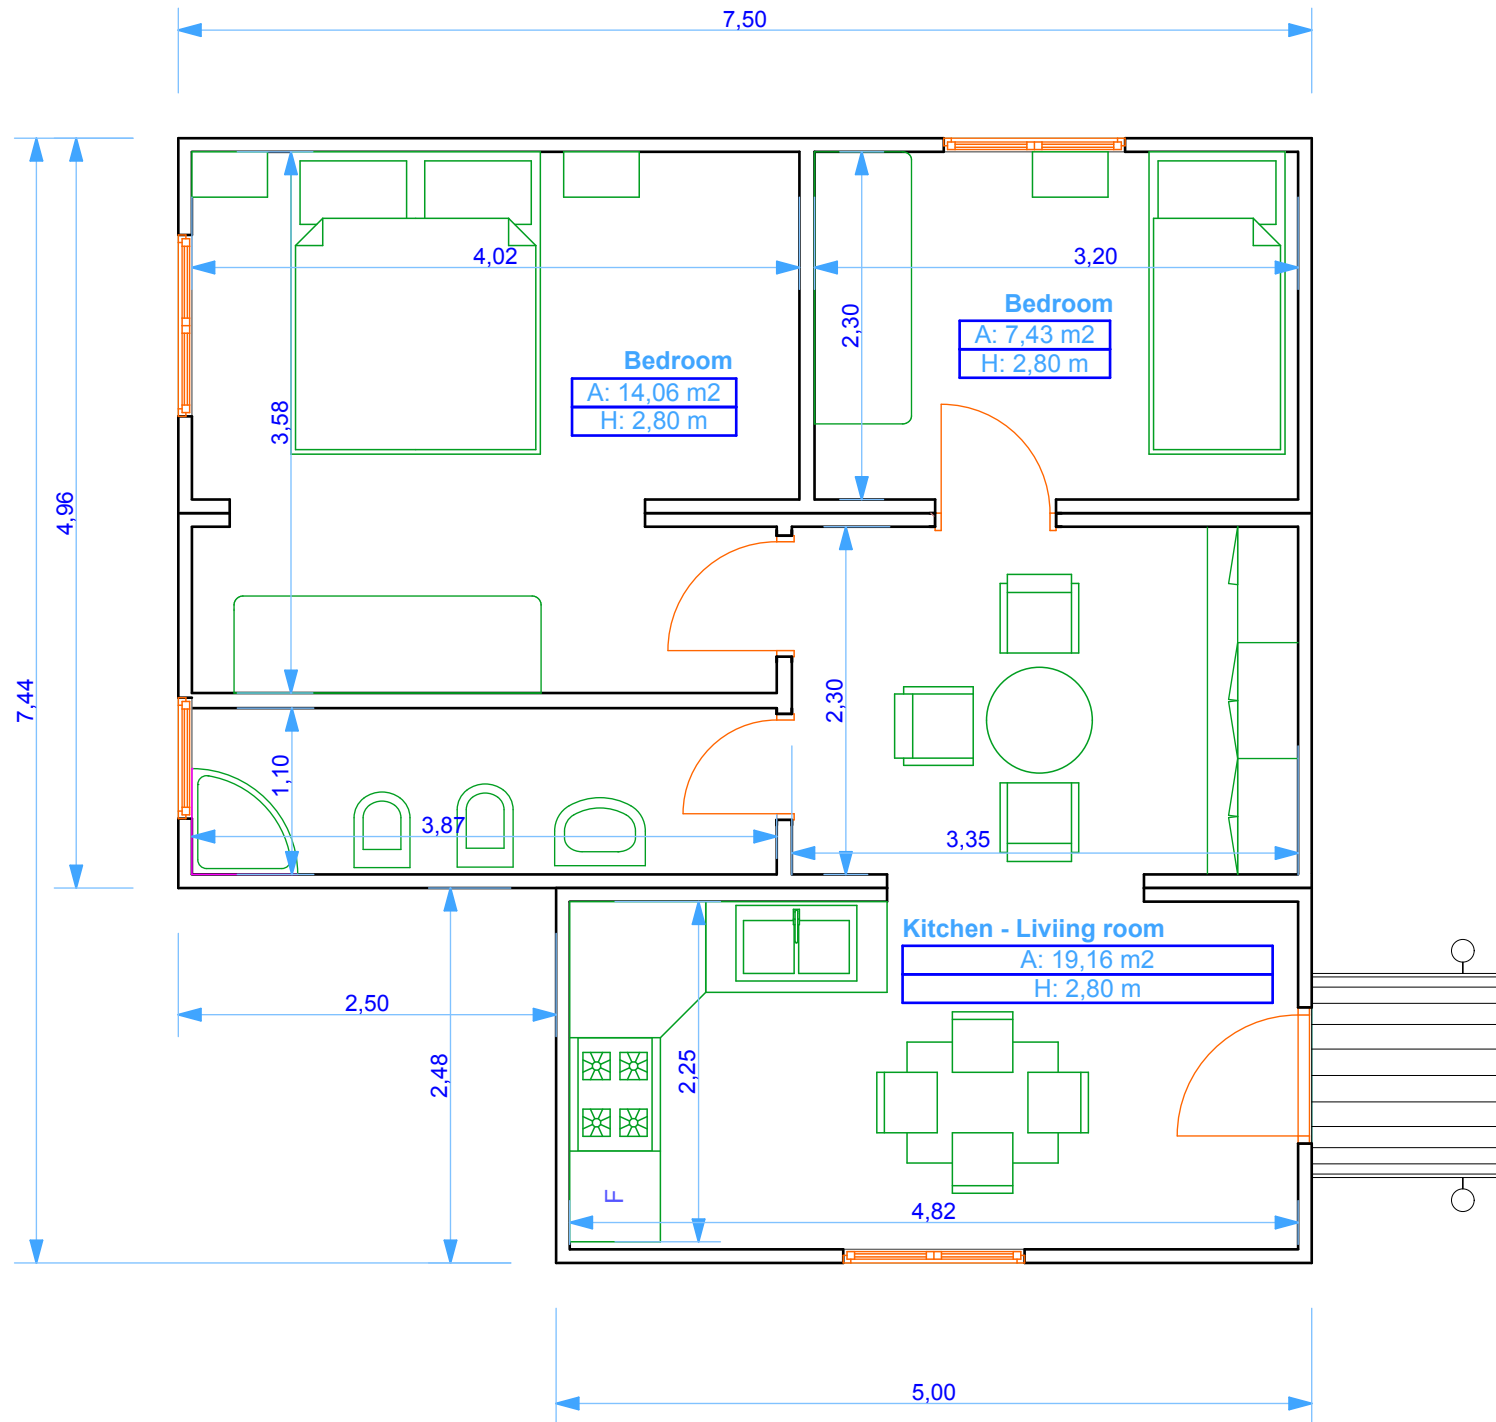 7,50
4,02
3,20
Bedroom
A: 7,43 m2
H: 2,80 m
2,30
Bedroom
A: 14,06 m2
H: 2,80 m
3,58
4,96
7,44
2,30
1,10
3,87
3,35
Kitchen - Liviing room
A: 19,16 m2
H: 2,80 m
2,50
2,48
2,25
F
4,82
5,00